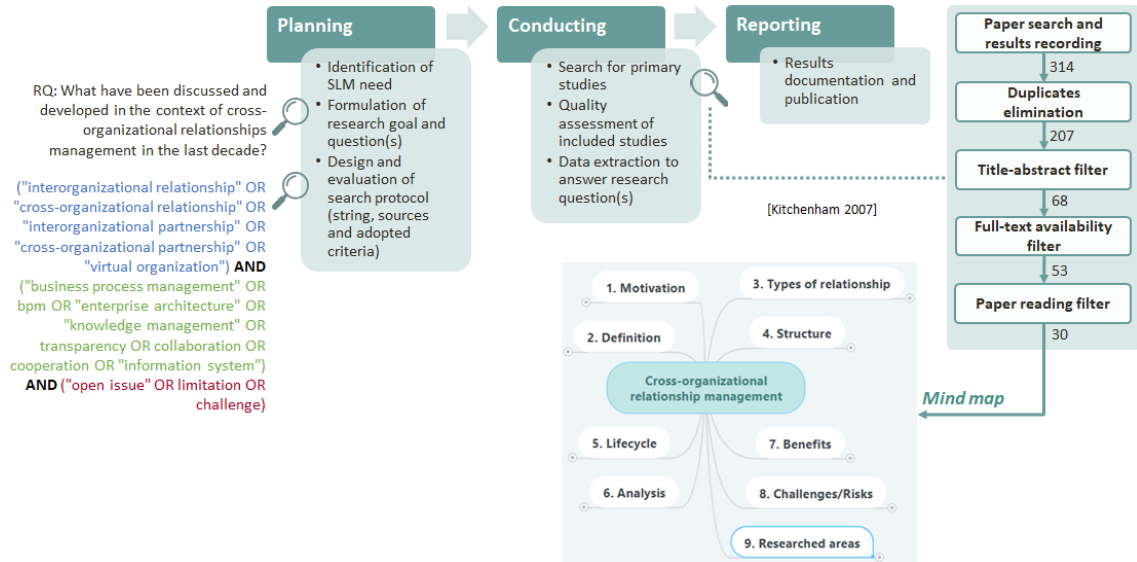 Planning
Conducting
Reporting
RQ: What have been discussed and
developed in the context of cross-
organizational relationships
management in the last decade?
("interorganizational relationship" OR
"cross-organizational relationship" OR
"interorganizational partnership" OR
"cross-organizational partnership" OR
"virtual organization") AND
("business process management" OR
bpm OR "enterprise architecture" OR
"knowledge management" OR
transparency OR collaboration OR
cooperation OR "information system")
AND ("open issue" OR limitation OR
challenge)
• Identification of
SLM need
• Formulation of
research goal and
question(s)
• Design and
evaluation of
search protocol
(string, sources
and adopted
criteria)
• Search for primary
studies
• Quality
assessment of
included studies
• Data extraction to
answer research
question(s)
• Results
documentation and
publication
[Kitchenham 2007]
Paper search and
results recording
314
Duplicates
elimination
207
Title-abstract filter
68
Full-text availability
filter
53
Paper reading filter
30
Mind map
1. Motivation
2. Definition
3. Types of relationship
4. Structure
Cross-organizational
relationship management
5. Lifecycle
6. Analysis
7. Benefits
8. Challenges/Risks
9. Researched areas